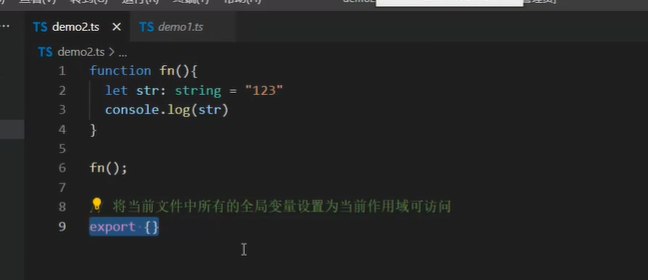 demo2.ts
TS demo2.ts × TS demo1.ts
TS demo2.ts > ...
1 function fn(){
2 let str: string = "123"
3 console.log(str)
4 }
5
6 fn();
7
8 将当前文件中所有的全局变量设置为当前作用域可访问
9 export {}